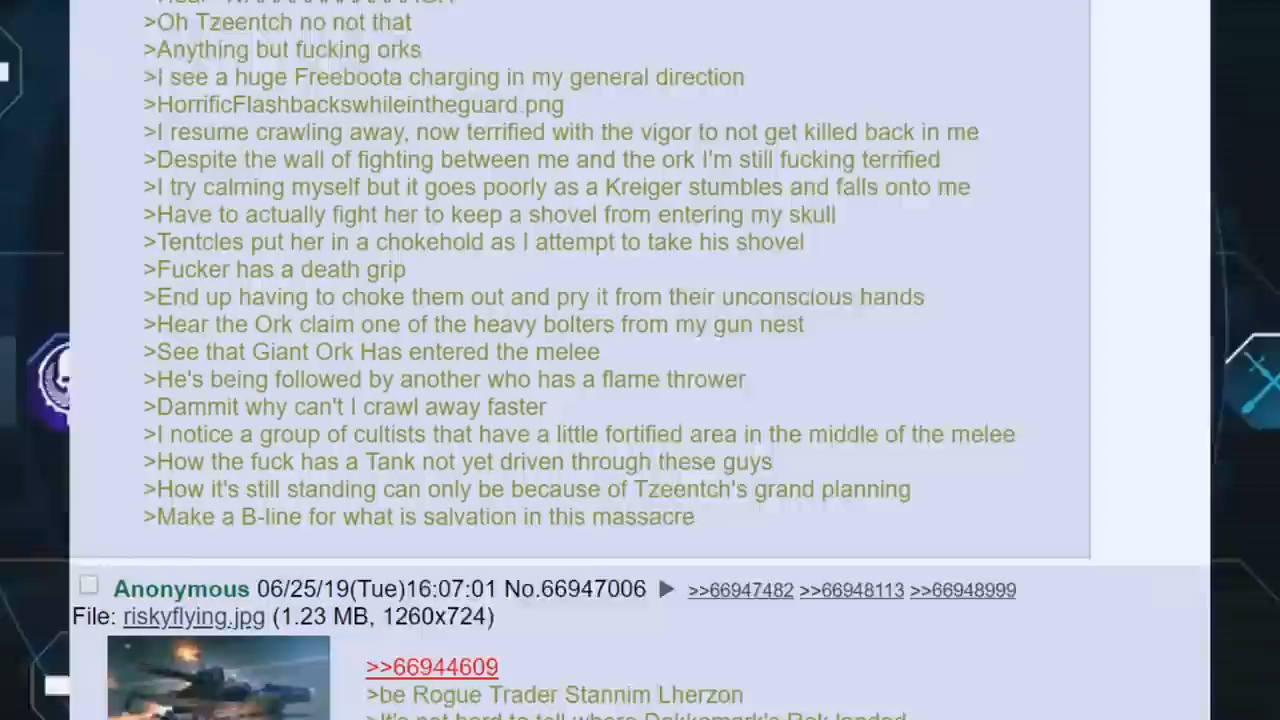 >Oh Tzeentch no not that
>Anything but fucking orks
>I see a huge Freeboota charging in my general direction
>HorrificFlashbackswhileintheguard.png
>I resume crawling away, now terrified with the vigor to not get killed back in me
>Despite the wall of fighting between me and the ork I'm still fucking terrified
>I try calming myself but it goes poorly as a Kreiger stumbles and falls onto me
>Have to actually fight her to keep a shovel from entering my skull
>Tentcles put her in a chokehold as I attempt to take his shovel
>Fucker has a death grip
>End up having to choke them out and pry it from their unconscious hands
>Hear the Ork claim one of the heavy bolters from my gun nest
>See that Giant Ork Has entered the melee
>He's being followed by another who has a flame thrower
>Dammit why can't I crawl away faster
>I notice a group of cultists that have a little fortified area in the middle of the melee
>How the fuck has a Tank not yet driven through these guys
>How it's still standing can only be because of Tzeentch's grand planning
>Make a B-line for what is salvation in this massacre
Anonymous 06/25/19(Tue)16:07:01 No.66947006 ▶ >>66947482 >>66948113 >>66948999
File: riskyflying.jpg (1.23 MB, 1260x724)
>>66944609
>be Rogue Trader Stannim Lherzon
>It's not hard to tell where Dakkamark's Rok landed